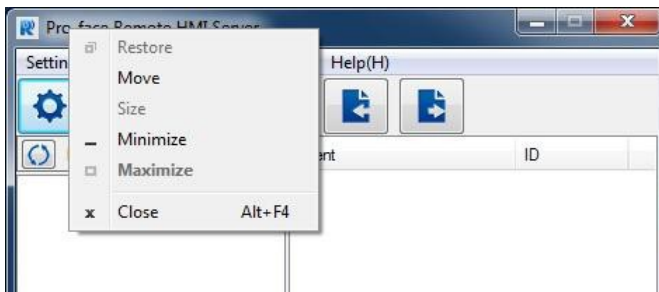 Pro-face Remote HMI Server
Settin
Help(H)
Restore
Move
Size
Minimize
Maximize
Close Alt+F4
ent ID